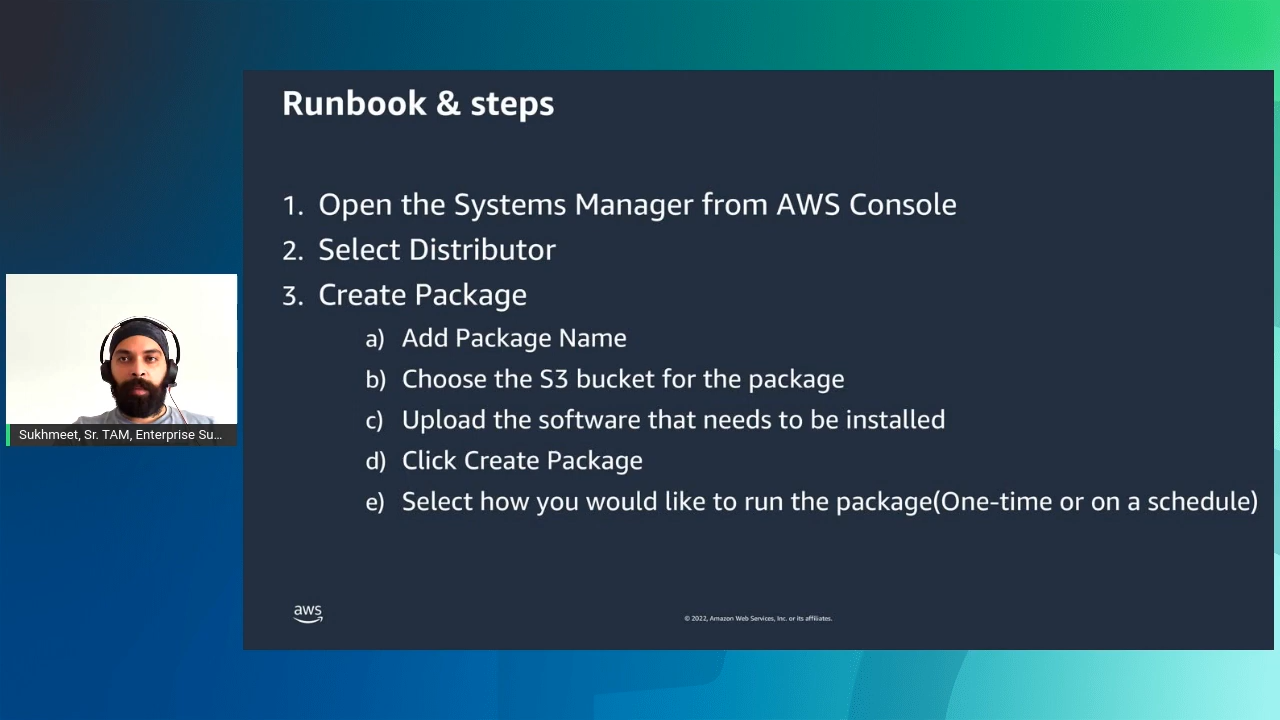 Runbook & steps
1. Open the Systems Manager from AWS Console
2. Select Distributor
3. Create Package
a) Add Package Name
b) Choose the S3 bucket for the package
c) Upload the software that needs to be installed
d) Click Create Package
e) Select how you would like to run the package(One-time or on a schedule)
Sukhmeet, Sr. TAM, Enterprise Su...
aws
© 2022, Amazon Web Services, Inc. or its affiliates.